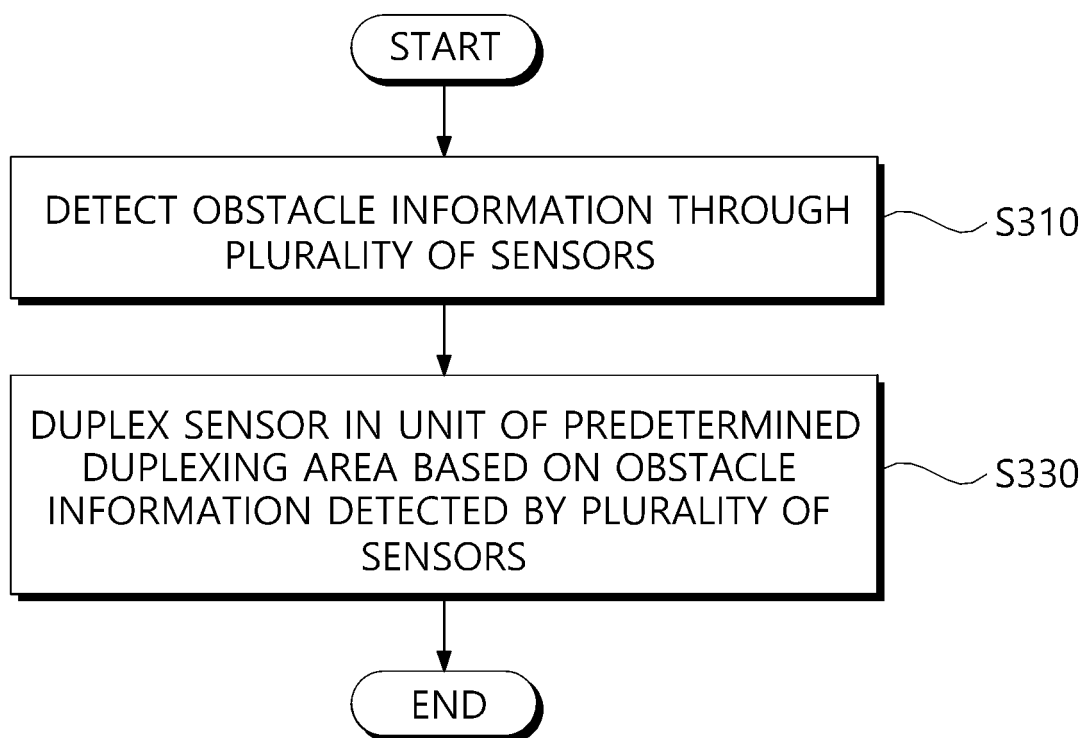 START
DETECT OBSTACLE INFORMATION THROUGH
PLURALITY OF SENSORS
S310
DUPLEX SENSOR IN UNIT OF PREDETERMINED
DUPLEXING AREA BASED ON OBSTACLE
INFORMATION DETECTED BY PLURALITY OF
SENSORS
S330
END